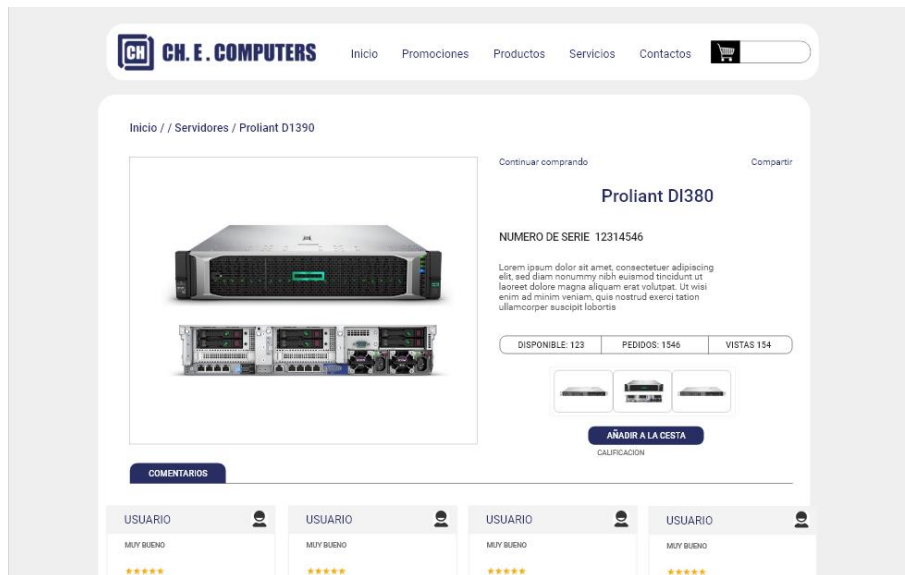 CH CH. E. COMPUTERS Inicio Promociones Productos Servicios Contactos
Inicio / / Servidores / Proliant D1390
Continuar comprando Compartir
Proliant Dl380
NUMERO DE SERIE 12314546
Lorem ipsum dolor sit amet, consectetuer adipiscing
elit, sed diam nonummy nibh euismod tincidunt ut
laoreet dolore magna aliquam erat volutpat. Ut wisi
enim ad minim veniam, quis nostrud exerci tation
ullamcorper suscipit lobortis
DISPONIBLE: 123 PEDIDOS: 1546 VISTAS 154
AÑADIR A LA CESTA
CALIFICACION
COMENTARIOS
USUARIO USUARIO USUARIO USUARIO
MUY BUENO MUY BUENO MUY BUENO MUY BUENO